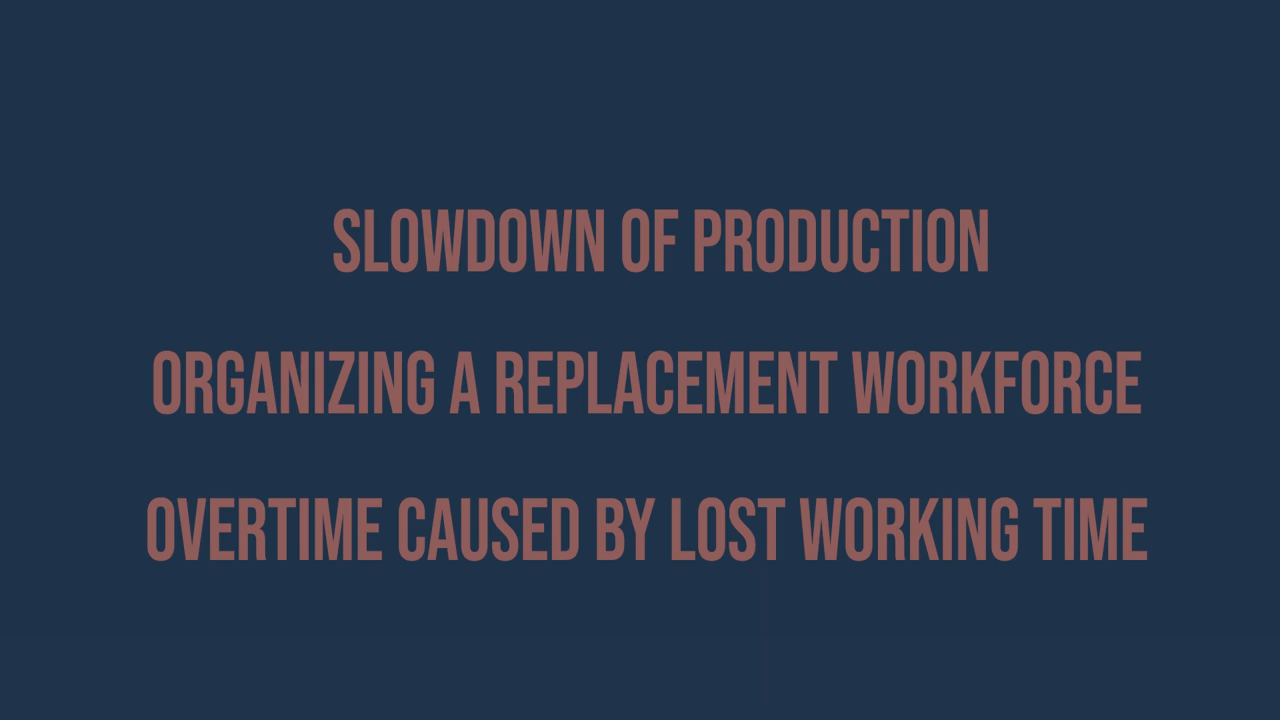 SLOWDOWN OF PRODUCTION
ORGANIZING A REPLACEMENT WORKFORCE
OVERTIME CAUSED BY LOST WORKING TIME